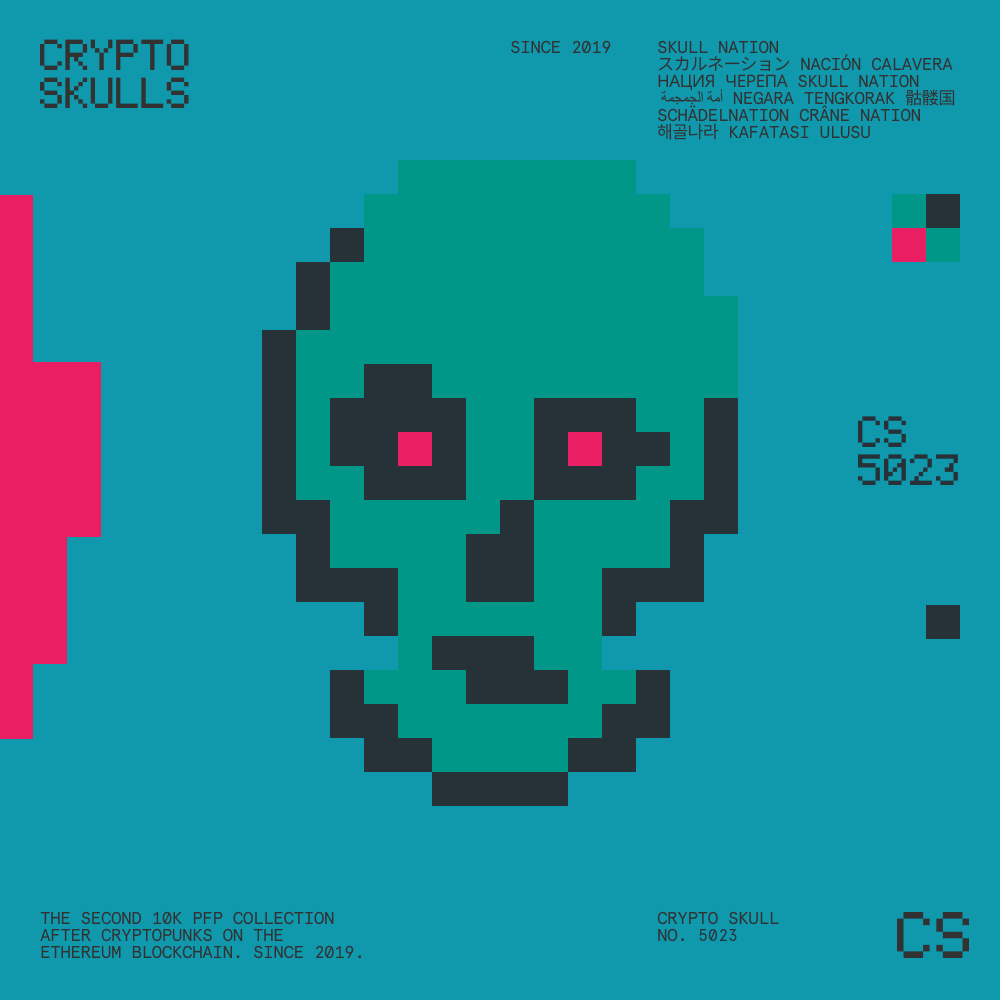 CRYPTO
SKULLS
SINCE 2019
SKULL NATION
スカルネーション NACIÓN CALAVERA
НАЦИЯ ЧЕРЕПА SKULL NATION
أمة الجمجمة NEGARA TENGKORAK 骷髅国
SCHÄDELNATION CRÂNE NATION
해골나라 KAFATASI ULUSU
CS
5023
THE SECOND 10K PFP COLLECTION
AFTER CRYPTOPUNKS ON THE
ETHEREUM BLOCKCHAIN. SINCE 2019.
CRYPTO SKULL
NO. 5023
CS